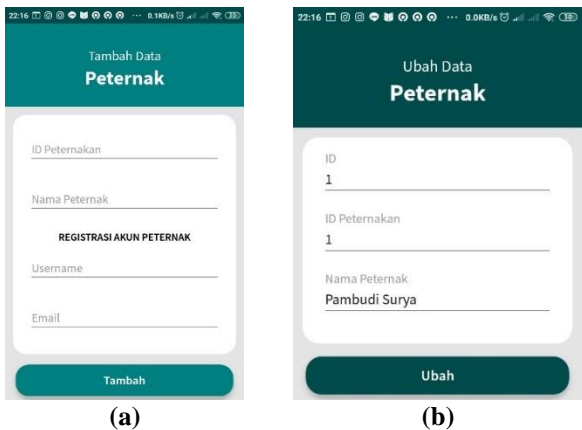 22:16 ... 0.1KB/s
Tambah Data
Peternak
ID Peternakan
Nama Peternak
REGISTRASI AKUN PETERNAK
Username
Email
Tambah
(a)
22:16 ... 0.0KB/s
Ubah Data
Peternak
ID
1
ID Peternakan
1
Nama Peternak
Pambudi Surya
Ubah
(b)